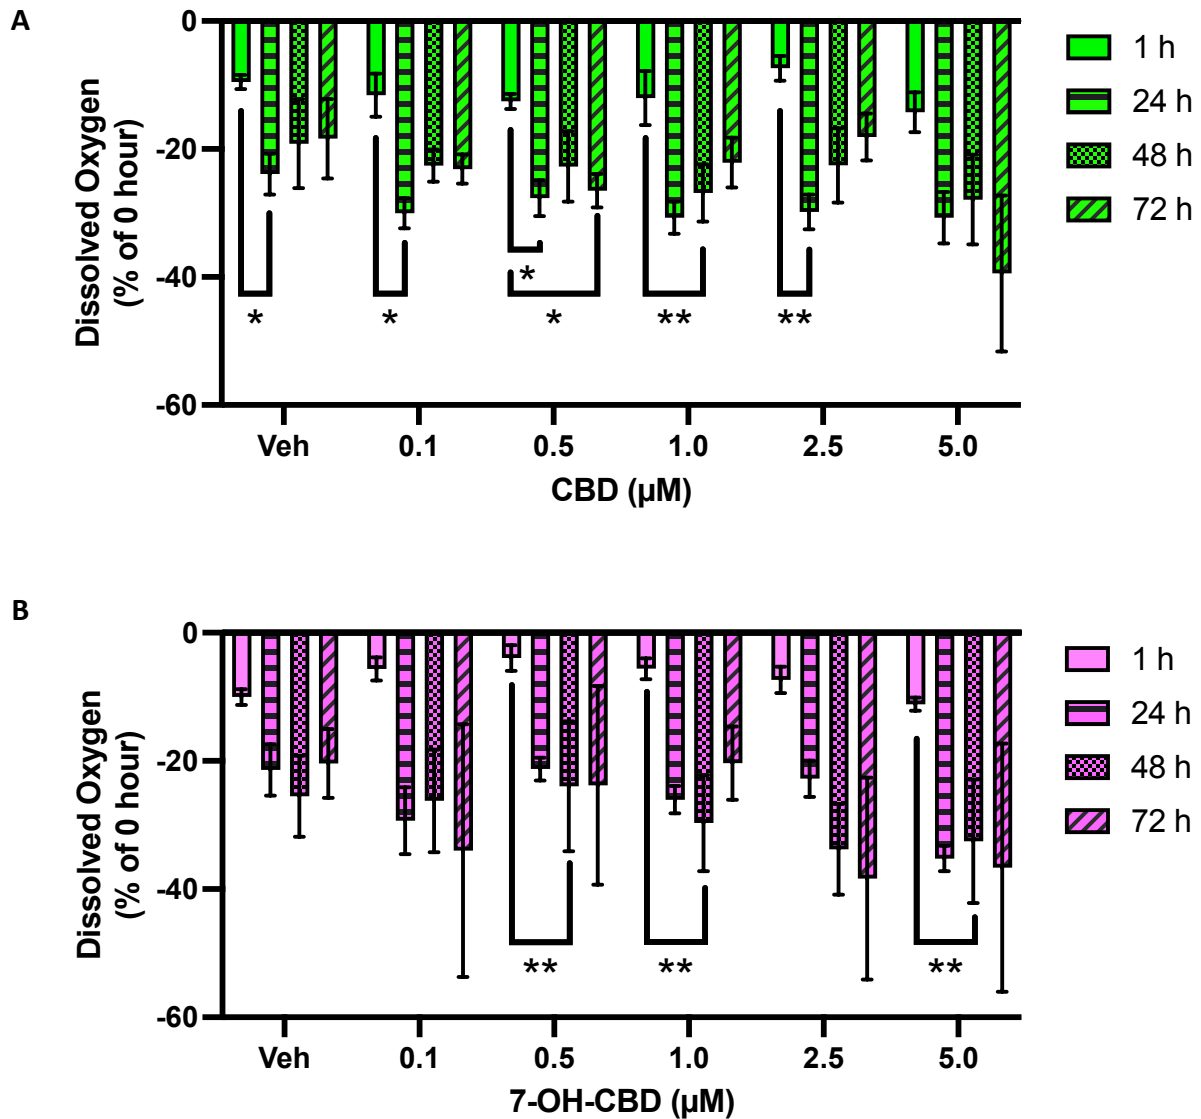 A
Dissolved Oxygen
(% of 0 hour)
0
-20
-40
-60
*
*
*
*
**
**
Veh 0.1 0.5 1.0 2.5 5.0
CBD (µM)
1 h
24 h
48 h
72 h
B
Dissolved Oxygen
(% of 0 hour)
0
-20
-40
-60
**
**
**
Veh 0.1 0.5 1.0 2.5 5.0
7-OH-CBD (µM)
1 h
24 h
48 h
72 h